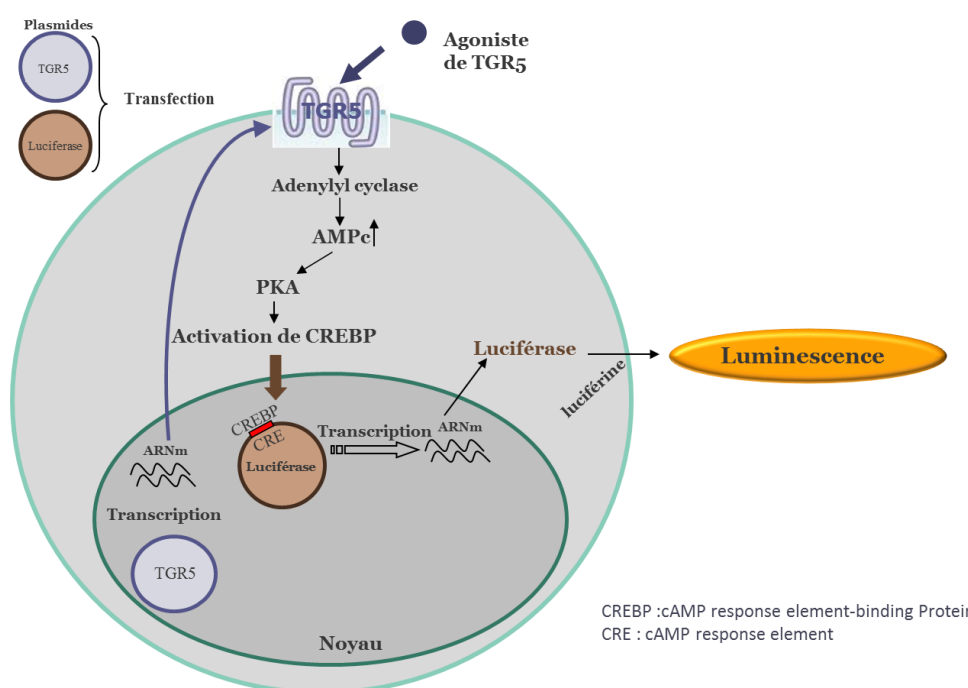 Plasmides
TGR5
Luciferase
Transfection
Agoniste
de TGR5
TGR5
Adenylyl cyclase
AMPc
PKA
Activation de CREBP
CREBP
CRE
Luciférase
Transcription
ARNm
Luciférase
luciférine
Luminescence
ARNm
Transcription
TGR5
Noyau
CREBP :cAMP response element-binding Protein
CRE : cAMP response element